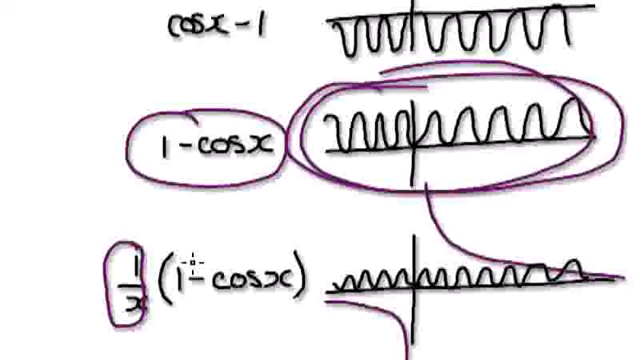 cosx - 1
1 - cosx
1/x (1 - cosx)